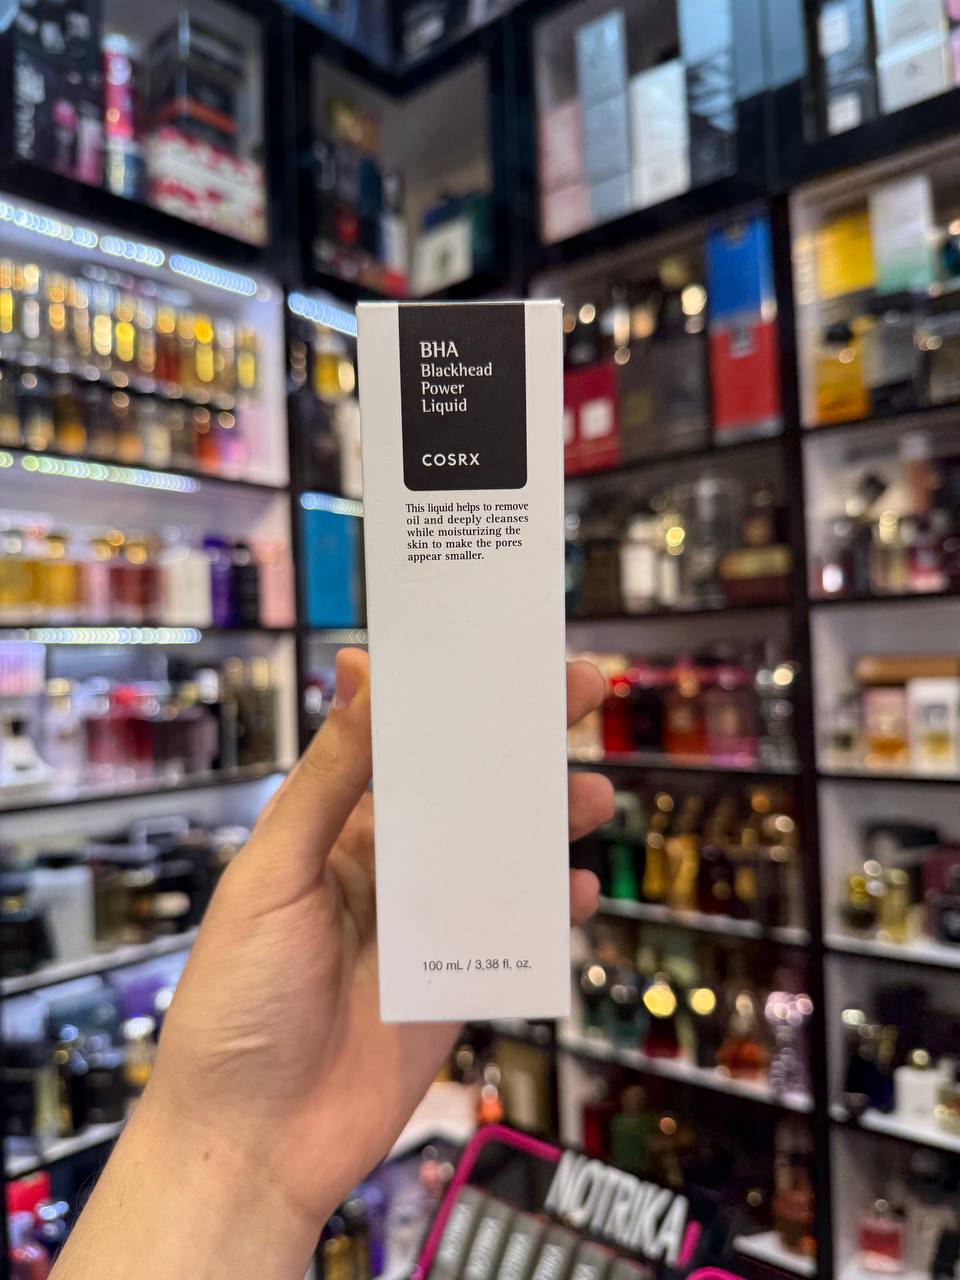 BHA
Blackhead
Power
Liquid
COSRX
This liquid helps to remove
oil and deeply cleanses
while moisturizing the
skin to make the pores
appear smaller.
100 mL / 3.38 fl. oz.
NOTRIKA